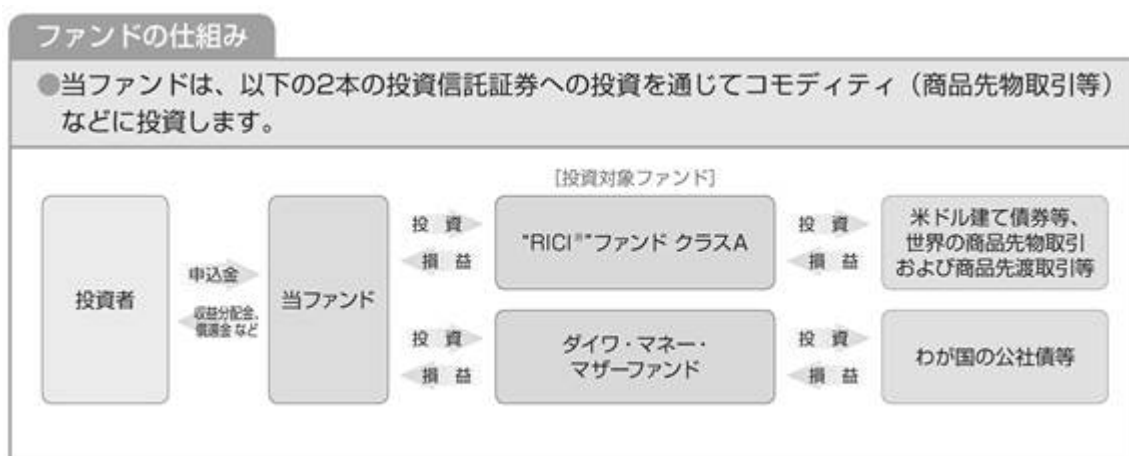 ファンドの仕組み
●当ファンドは、以下の2本の投資信託証券への投資を通じてコモディティ（商品先物取引等）
などに投資します。
[投資対象ファンド]
投資者
申込金
収益分配金、
償還金 など
当ファンド
投 資
損 益
"RICI®"ファンド クラスA
投 資
損 益
米ドル建て債券等、
世界の商品先物取引
および商品先渡取引等
投 資
損 益
ダイワ・マネー・
マザーファンド
投 資
損 益
わが国の公社債等